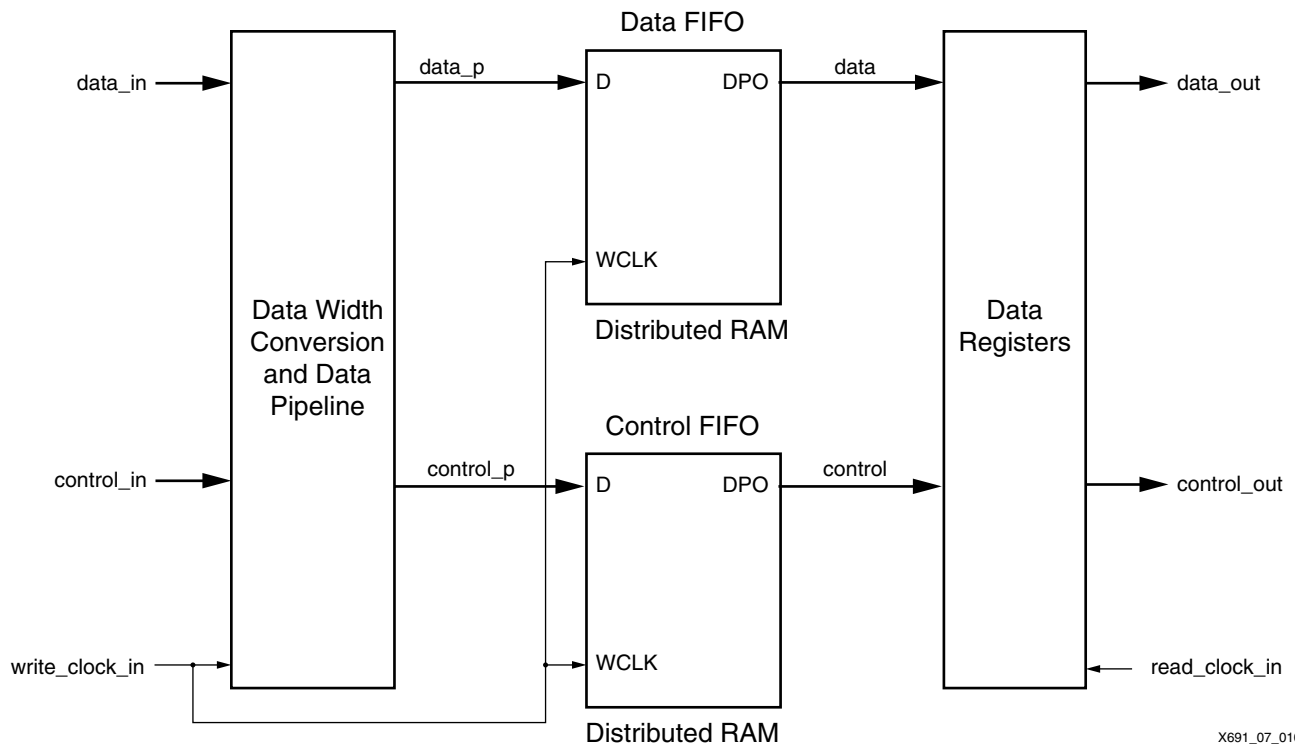 Data FIFO
data_in
data_p
D
DPO
data
data_out
WCLK
Data Width
Conversion
and Data
Pipeline
Distributed RAM
Data
Registers
Control FIFO
control_in
control_p
D
DPO
control
control_out
write_clock_in
WCLK
read_clock_in
Distributed RAM